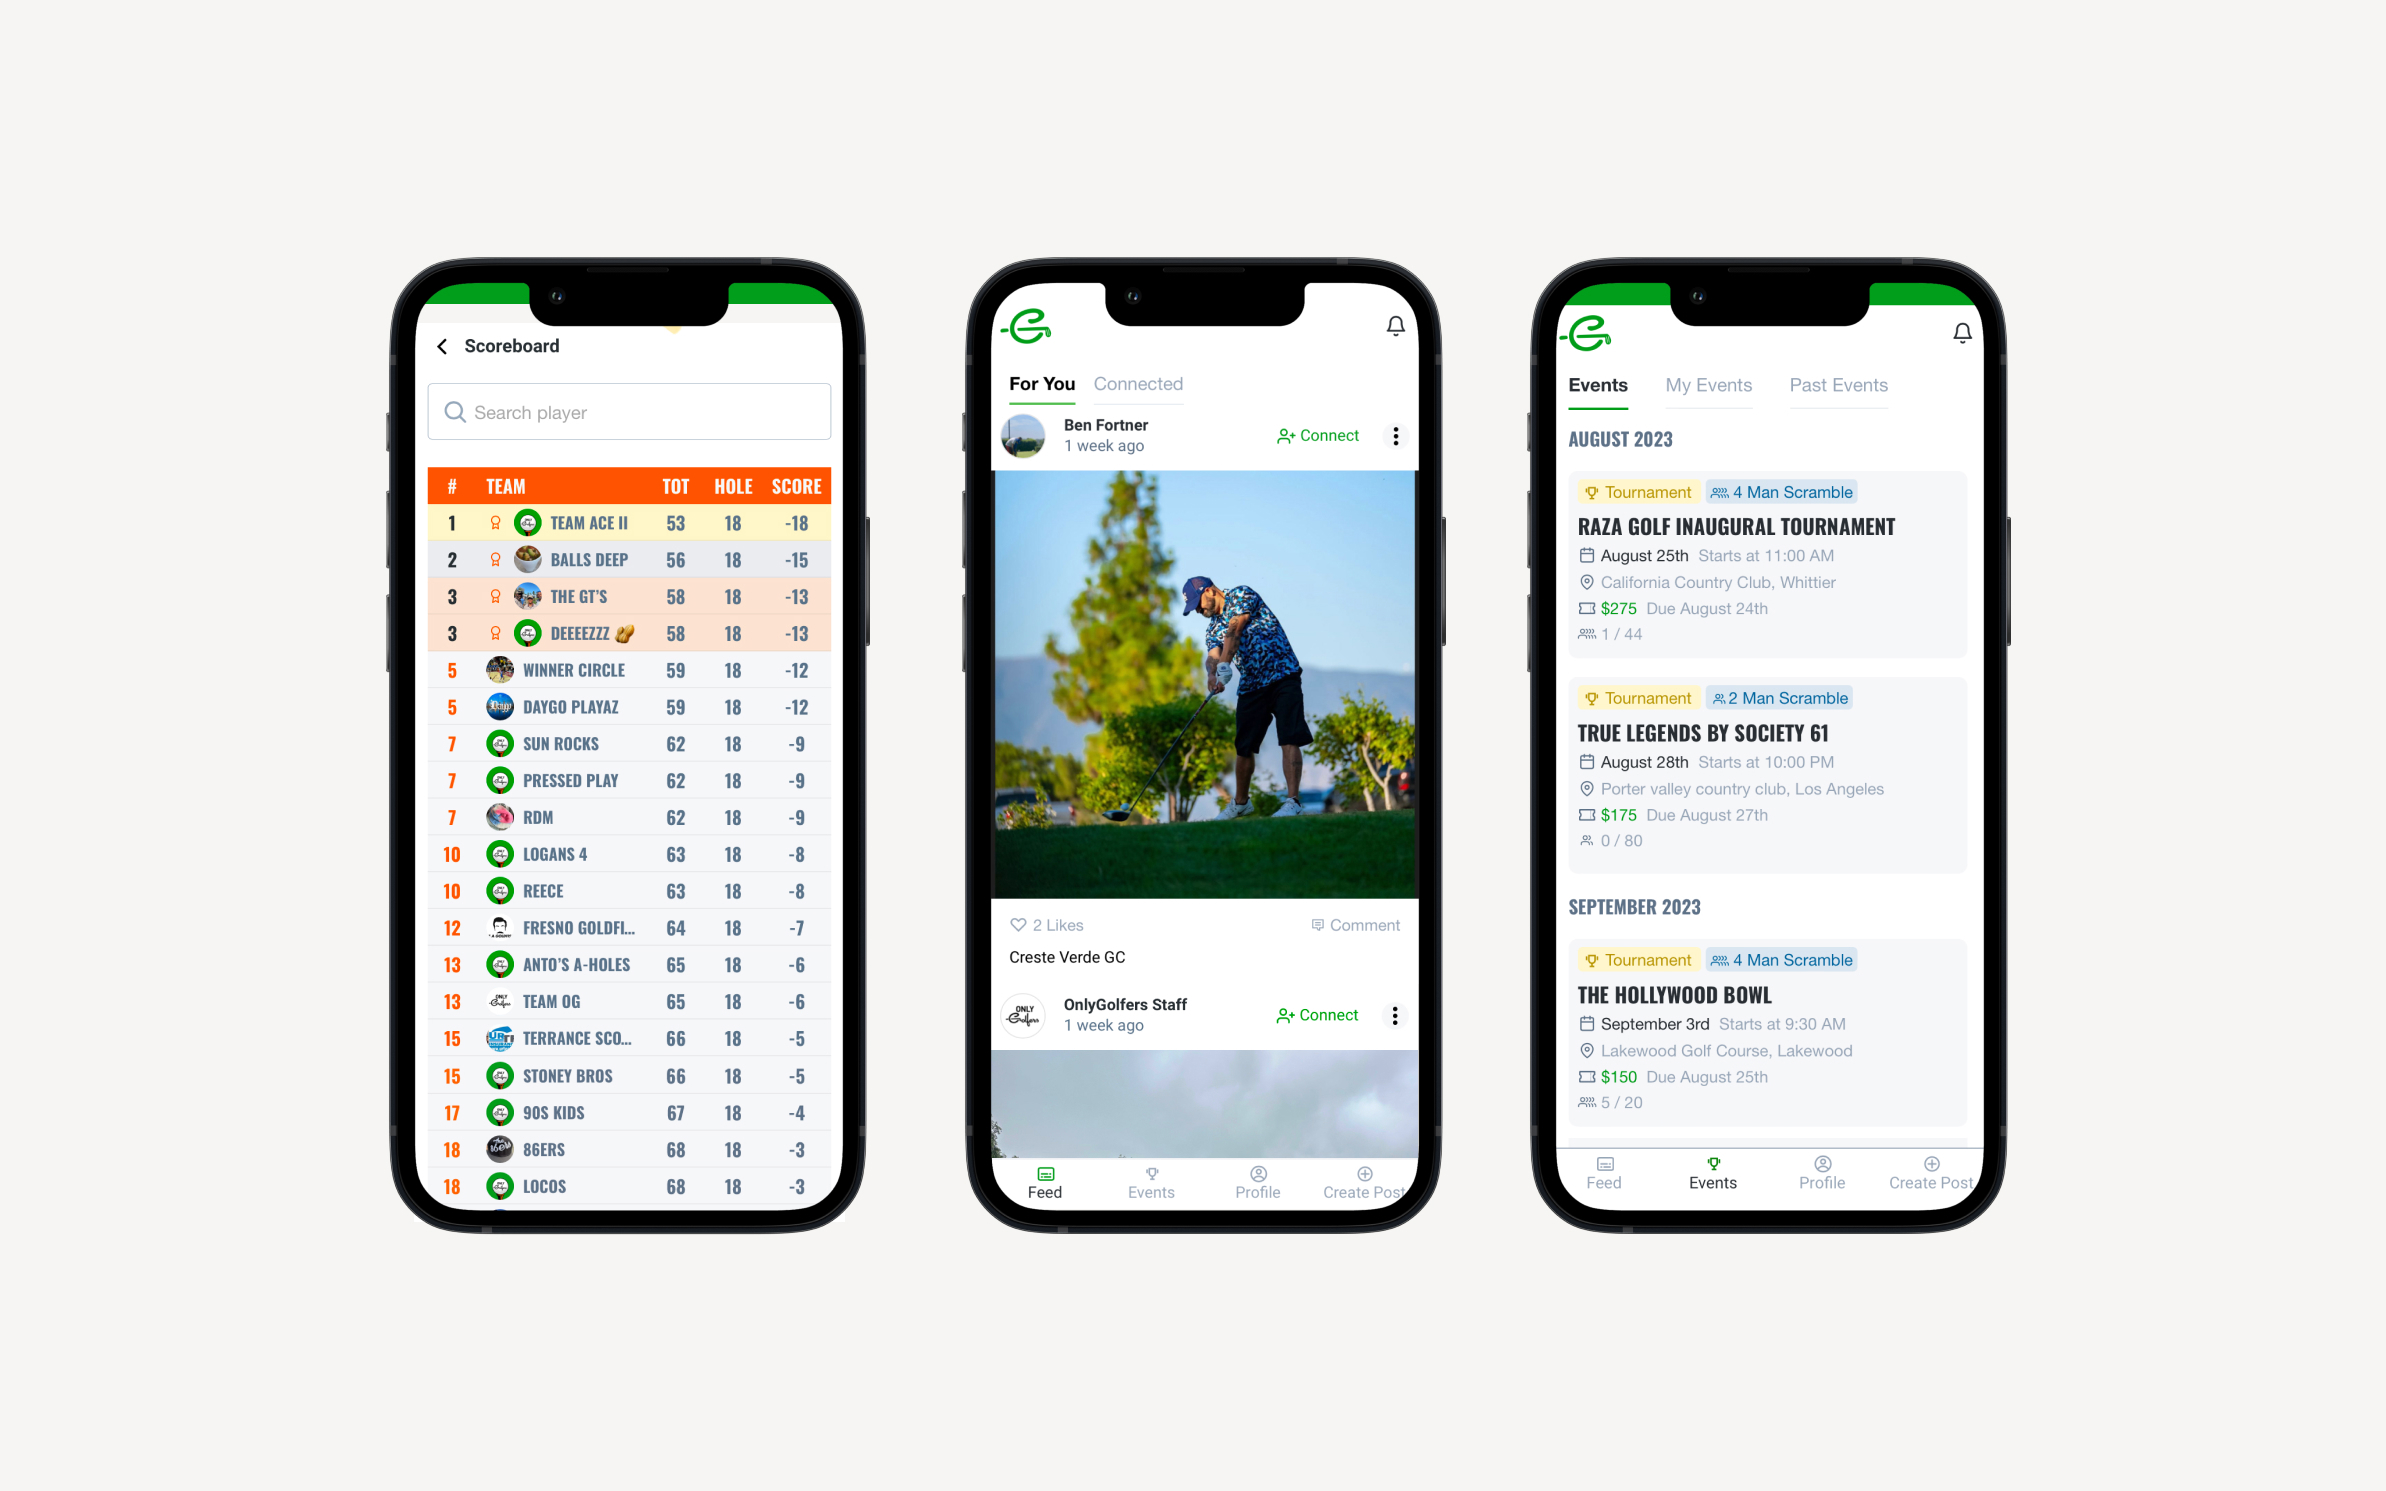 Scoreboard
Search player
# TEAM TOT HOLE SCORE
1 TEAM ACE II 53 18 -18
2 BALLS DEEP 56 18 -15
3 THE GT'S 58 18 -13
3 DEEEEZZZ 🥜 58 18 -13
5 WINNER CIRCLE 59 18 -12
5 DAYGO PLAYAZ 59 18 -12
7 SUN ROCKS 62 18 -9
7 PRESSED PLAY 62 18 -9
7 RDM 62 18 -9
10 LOGANS 4 63 18 -8
10 REECE 63 18 -8
12 FRESNO GOLDFI... 64 18 -7
13 ANTO'S A-HOLES 65 18 -6
13 TEAM OG 65 18 -6
15 TERRANCE SCO... 66 18 -5
15 STONEY BROS 66 18 -5
17 90S KIDS 67 18 -4
18 86ERS 68 18 -3
18 LOCOS 68 18 -3
For You Connected
Ben Fortner
1 week ago
Connect
2 Likes
Comment
Creste Verde GC
ONLY
Golfers
OnlyGolfers Staff
1 week ago
Connect
Feed Events Profile Create Post
Events My Events Past Events
AUGUST 2023
Tournament 4 Man Scramble
RAZA GOLF INAUGURAL TOURNAMENT
August 25th Starts at 11:00 AM
California Country Club, Whittier
$275 Due August 24th
1 / 44
Tournament 2 Man Scramble
TRUE LEGENDS BY SOCIETY 61
August 28th Starts at 10:00 PM
Porter valley country club, Los Angeles
$175 Due August 27th
0 / 80
SEPTEMBER 2023
Tournament 4 Man Scramble
THE HOLLYWOOD BOWL
September 3rd Starts at 9:30 AM
Lakewood Golf Course, Lakewood
$150 Due August 25th
5 / 20
Feed Events Profile Create Post